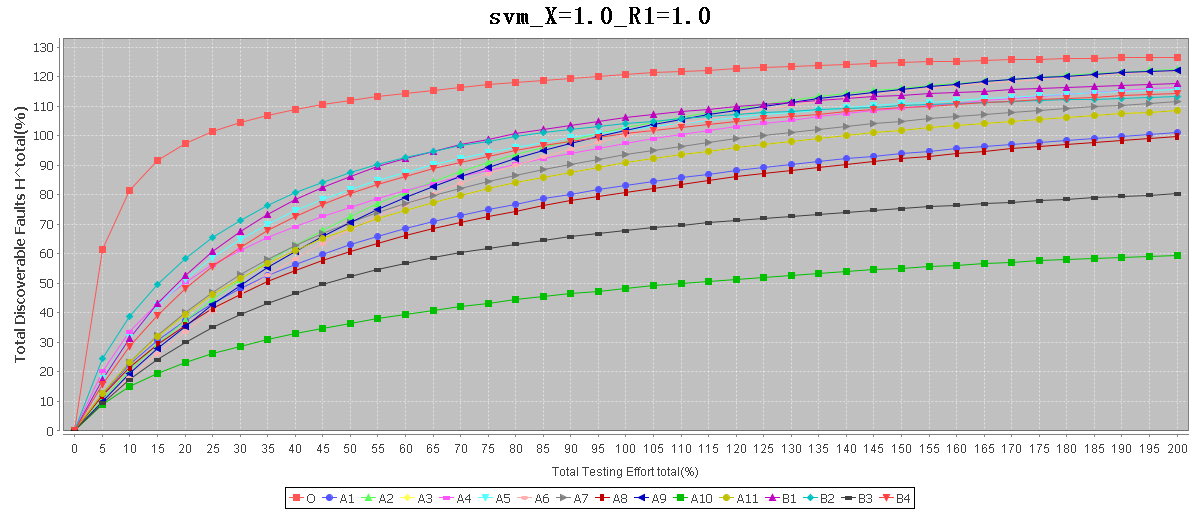 svm_X=1.0_R1=1.0
Total Discoverable Faults H^total(%)
130
120
110
100
90
80
70
60
50
40
30
20
10
0
0 5 10 15 20 25 30 35 40 45 50 55 60 65 70 75 80 85 90 95 100 105 110 115 120 125 130 135 140 145 150 155 160 165 170 175 180 185 190 195 200
Total Testing Effort total(%)
O A1 A2 A3 A4 A5 A6 A7 A8 A9 A10 A11 B1 B2 B3 B4